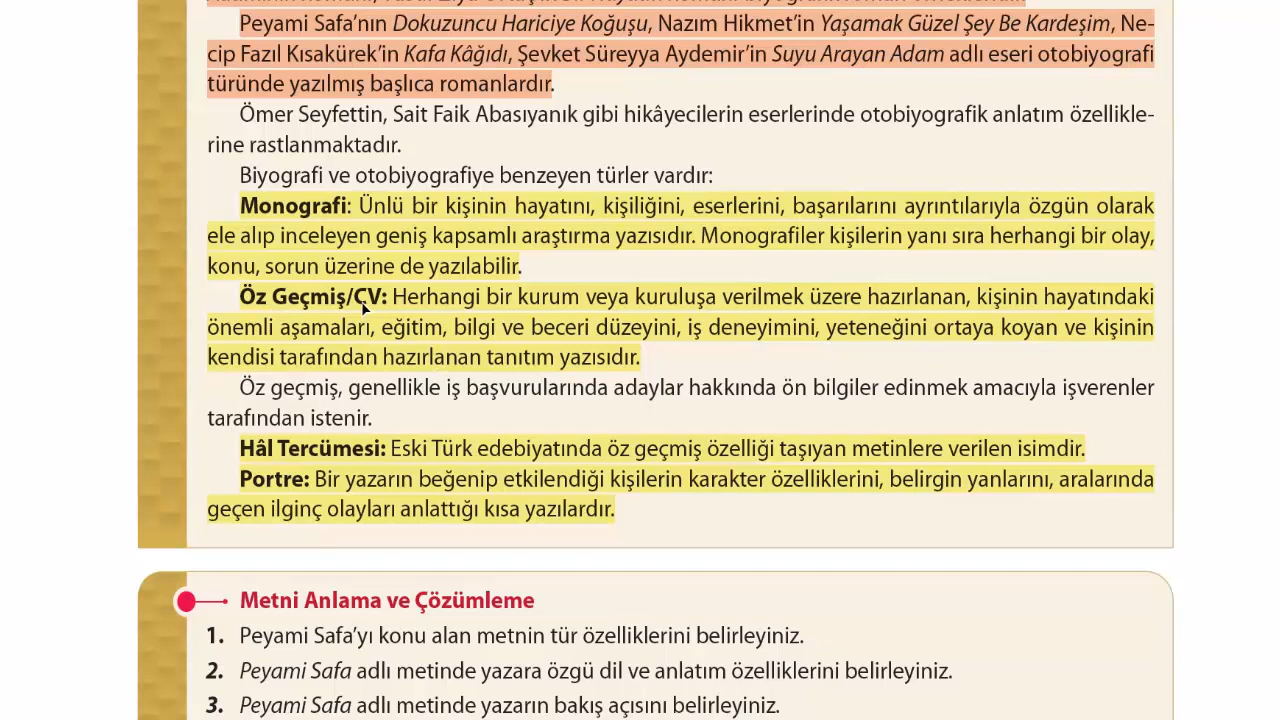 Peyami Safa’nın Dokuzuncu Hariciye Koğuşu, Nazım Hikmet’in Yaşamak Güzel Şey Be Kardeşim, Ne-
cip Fazıl Kısakürek’in Kafa Kâğıdı, Şevket Süreyya Aydemir’in Suyu Arayan Adam adlı eseri otobiyografi
türünde yazılmış başlıca romanlardır.
Ömer Seyfettin, Sait Faik Abasıyanık gibi hikâyecilerin eserlerinde otobiyografik anlatım özellikle-
rine rastlanmaktadır.
Biyografi ve otobiyografiye benzeyen türler vardır:
Monografi: Ünlü bir kişinin hayatını, kişiliğini, eserlerini, başarılarını ayrıntılarıyla özgün olarak
ele alıp inceleyen geniş kapsamlı araştırma yazısıdır. Monografiler kişilerin yanı sıra herhangi bir olay,
konu, sorun üzerine de yazılabilir.
Öz Geçmiş/CV: Herhangi bir kurum veya kuruluşa verilmek üzere hazırlanan, kişinin hayatındaki
önemli aşamaları, eğitim, bilgi ve beceri düzeyini, iş deneyimini, yeteneğini ortaya koyan ve kişinin
kendisi tarafından hazırlanan tanıtım yazısıdır.
Öz geçmiş, genellikle iş başvurularında adaylar hakkında ön bilgiler edinmek amacıyla işverenler
tarafından istenir.
Hâl Tercümesi: Eski Türk edebiyatında öz geçmiş özelliği taşıyan metinlere verilen isimdir.
Portre: Bir yazarın beğenip etkilendiği kişilerin karakter özelliklerini, belirgin yanlarını, aralarında
geçen ilginç olayları anlattığı kısa yazılardır.
Metni Anlama ve Çözümleme
1. Peyami Safa’yı konu alan metnin tür özelliklerini belirleyiniz.
2. Peyami Safa adlı metinde yazara özgü dil ve anlatım özelliklerini belirleyiniz.
3. Peyami Safa adlı metinde yazarın bakış açısını belirleyiniz.